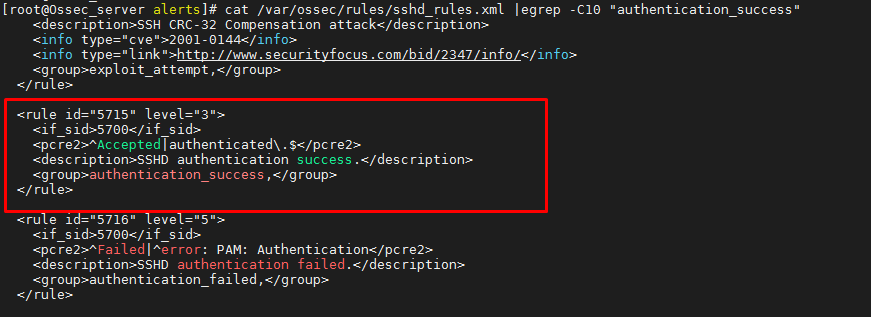 [root@Ossec_server alerts]# cat /var/ossec/rules/sshd_rules.xml |egrep -C10 "authentication_success"
<description>SSH CRC-32 Compensation attack</description>
<info type="cve">2001-0144</info>
<info type="link">http://www.securityfocus.com/bid/2347/info/</info>
<group>exploit_attempt,</group>
</rule>
<rule id="5715" level="3">
<if_sid>5700</if_sid>
<pcre2>^Accepted|authenticated\.$</pcre2>
<description>SSHD authentication success.</description>
<group>authentication_success,</group>
</rule>
<rule id="5716" level="5">
<if_sid>5700</if_sid>
<pcre2>^Failed|^error: PAM: Authentication</pcre2>
<description>SSHD authentication failed.</description>
<group>authentication_failed,</group>
</rule>